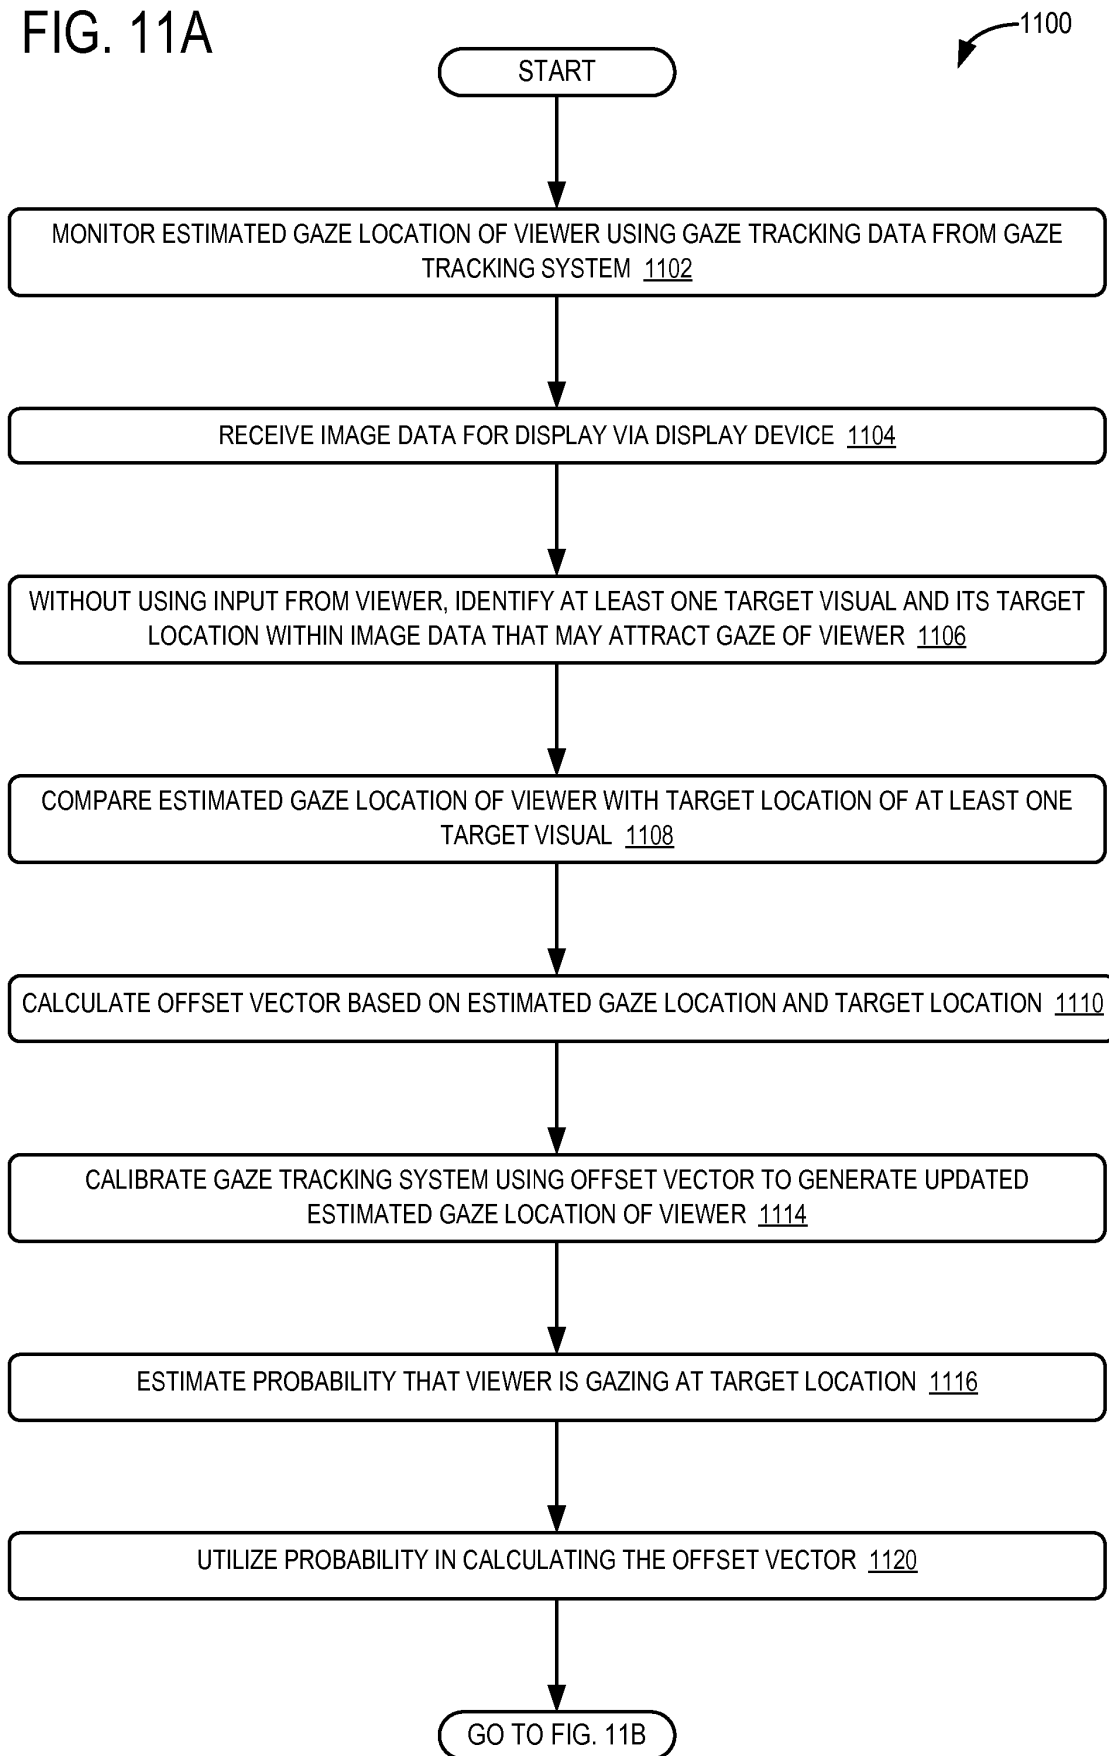 FIG. 11A
1100
START
MONITOR ESTIMATED GAZE LOCATION OF VIEWER USING GAZE TRACKING DATA FROM GAZE
TRACKING SYSTEM 1102
RECEIVE IMAGE DATA FOR DISPLAY VIA DISPLAY DEVICE 1104
WITHOUT USING INPUT FROM VIEWER, IDENTIFY AT LEAST ONE TARGET VISUAL AND ITS TARGET
LOCATION WITHIN IMAGE DATA THAT MAY ATTRACT GAZE OF VIEWER 1106
COMPARE ESTIMATED GAZE LOCATION OF VIEWER WITH TARGET LOCATION OF AT LEAST ONE
TARGET VISUAL 1108
CALCULATE OFFSET VECTOR BASED ON ESTIMATED GAZE LOCATION AND TARGET LOCATION 1110
CALIBRATE GAZE TRACKING SYSTEM USING OFFSET VECTOR TO GENERATE UPDATED
ESTIMATED GAZE LOCATION OF VIEWER 1114
ESTIMATE PROBABILITY THAT VIEWER IS GAZING AT TARGET LOCATION 1116
UTILIZE PROBABILITY IN CALCULATING THE OFFSET VECTOR 1120
GO TO FIG. 11B